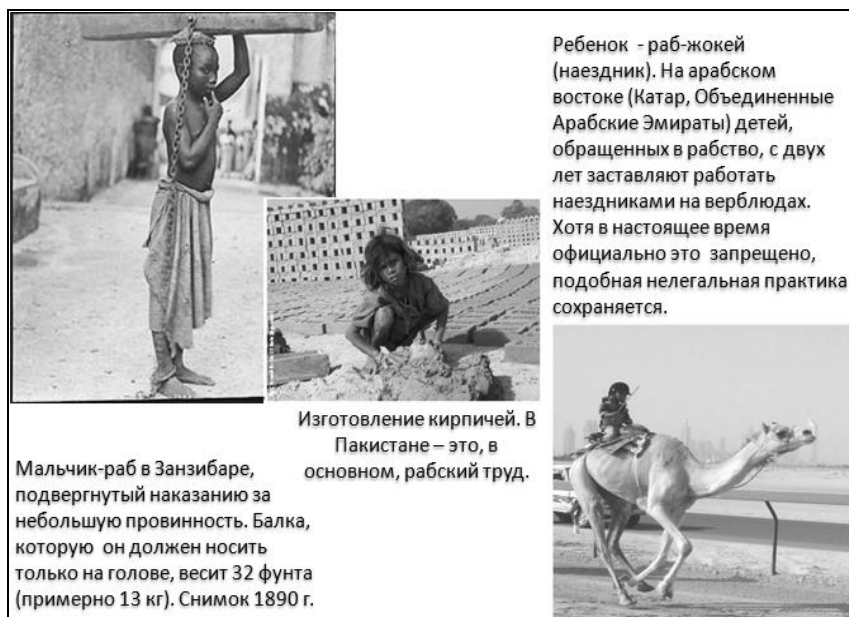 Ребенок - раб-жокей
(наездник). На арабском
востоке (Катар, Объединенные
Арабские Эмираты) детей,
обращенных в рабство, с двух
лет заставляют работать
наездниками на верблюдах.
Хотя в настоящее время
официально это запрещено,
подобная нелегальная практика
сохраняется.
Изготовление кирпичей. В
Пакистане – это, в
основном, рабский труд.
Мальчик-раб в Занзибаре,
подвергнутый наказанию за
небольшую провинность. Балка,
которую он должен носить
только на голове, весит 32 фунта
(примерно 13 кг). Снимок 1890 г.